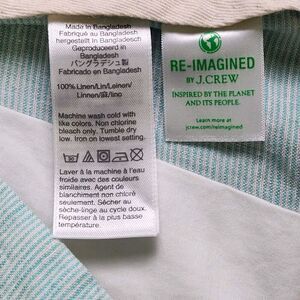 Made in Bangladesh
Fabriqué au Bangladesh
hergestellt in Bangladesch
Geproduceerd in
Bangladesh
バングラデシュ製
Fabricado en Bangladesh
100% Linen/Lin/Leinen/
Linnen/麻/lino
Machine wash cold with
like colors. Non chlorine
bleach only. Tumble dry
low. Iron on lowest setting.
Laver à la machine à l'eau
froide avec des couleurs
similaires. Agent de
blanchiment non chloré
seulement. Sécher au
sèche-linge au cycle doux.
Repasser à la plus basse
température.
RE-IMAGINED
BY J.CREW
INSPIRED BY THE PLANET
AND ITS PEOPLE.
Learn more at
jcrew.com/reimagined